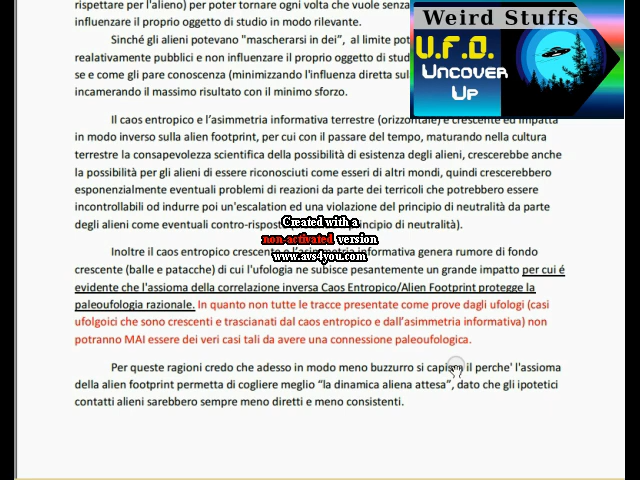 rispettare per l'alieno) per poter tornare ogni volta che vuole senza
influenzare il proprio oggetto di studio in modo rilevante.
Sinché gli alieni potevano "mascherarsi in dei", al limite
realativamente pubblici e non influenzare il proprio oggetto di
se e come gli pare conoscenza (minimizzando l'influenza diretta
incamerando il massimo risultato con il minimo sforzo.
Weird Stuffs
U.F.O.
UNCOVER
UP
Il caos entropico e l'asimmetria informativa terrestre (orizzontale) è crescente ed impatta
in modo inverso sulla alien footprint, per cui con il passare del tempo, maturando nella cultura
terrestre la consapevolezza scientifica della possibilità di esistenza degli alieni, crescerebbe anche
la possibilità per gli alieni di essere riconosciuti come esseri di altri mondi, quindi crescerebbero
esponenzialmente eventuali problemi di reazioni da parte dei terricoli che potrebbero essere
incontrollabili od indurre poi un'escalation ed una violazione del principio di neutralità da parte
degli alieni come eventuali principio di neutralità).
Created with a
non-activated version
www.avs4you.com
Inoltre il caos entropico crescente e l'asimmetria informativa genera rumore di fondo
crescente (balle e patacche) di cui l'ufologia ne subisce pesantemente un grande impatto per cui é
evidente che l'assioma della correlazione inversa Caos Entropico/Alien Footprint protegge la
paleoufologia razionale. In quanto non tutte le tracce presentate come prove dagli ufologi (casi
ufolgoici che sono crescenti e trascianati dal caos entropico e dall'asimmetria informativa) non
potranno MAI essere dei veri casi tali da avere una connessione paleoufologica.
Per queste ragioni credo che adesso in modo meno buzzurro si il perche' l'assioma
della alien footprint permetta di cogliere meglio "la dinamica aliena attesa", dato che gli ipotetici
contatti alieni sarebbero sempre meno diretti e meno consistenti.